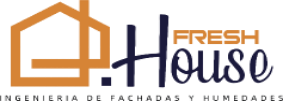 FRESH
House
INGENIERIA DE FACHADAS Y HUMEDADES